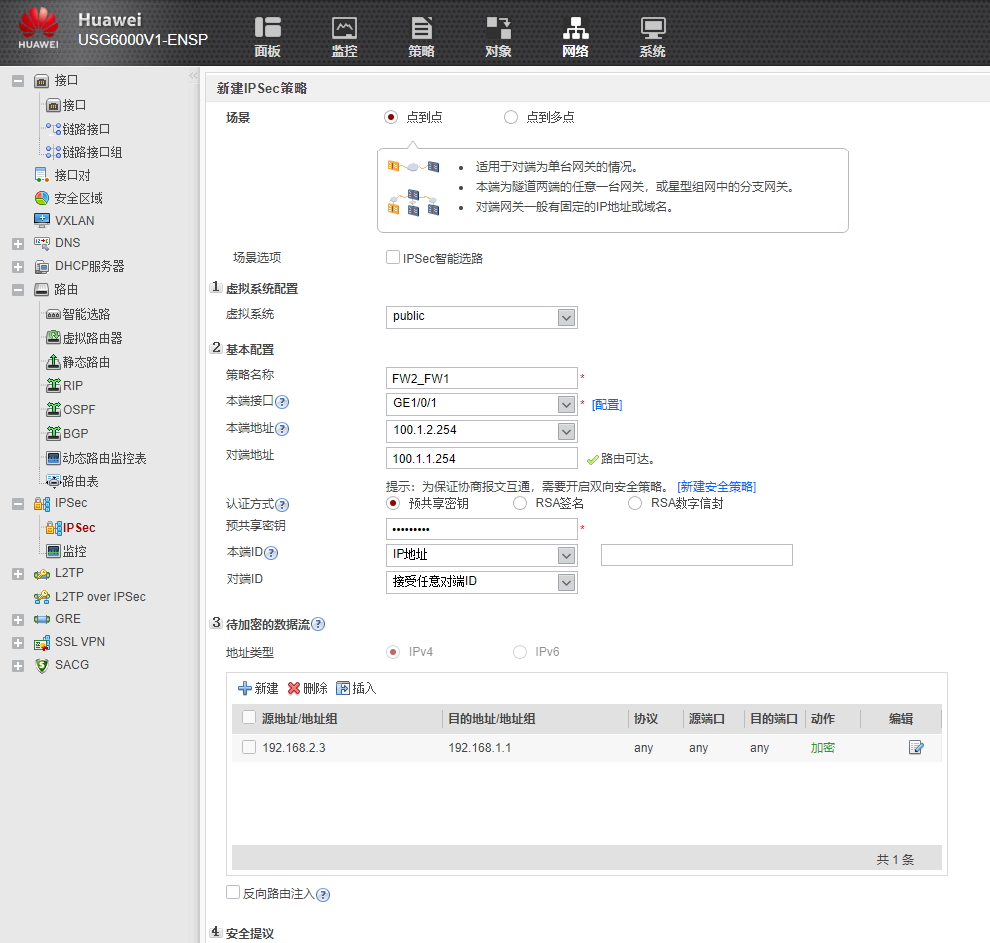 HUAWEI
Huawei
USG6000V1-ENSP
面板
监控
策略
对象
网络
系统
接口
接口
链路接口
链路接口组
接口对
安全区域
VXLAN
DNS
DHCP服务器
路由
智能选路
虚拟路由器
静态路由
RIP
OSPF
BGP
动态路由监控表
路由表
IPSec
IPSec
监控
L2TP
L2TP over IPSec
GRE
SSL VPN
SACG
新建IPSec策略
场景 点到点 点到多点
适用于对端为单台网关的情况。
本端为隧道两端的任意一台网关，或星型组网中的分支网关。
对端网关一般有固定的IP地址或域名。
场景选项 IPSec智能选路
1 虚拟系统配置
虚拟系统 public
2 基本配置
策略名称 FW2_FW1 *
本端接口 GE1/0/1 * [配置]
本端地址 100.1.2.254
对端地址 100.1.1.254 路由可达。
提示：为保证协商报文互通，需要开启双向安全策略。 [新建安全策略]
认证方式 预共享密钥 RSA签名 RSA数字信封
预共享密钥 ••••••••• *
本端ID IP地址
对端ID 接受任意对端ID
3 待加密的数据流
地址类型 IPv4 IPv6
新建 删除 插入
源地址/地址组 目的地址/地址组 协议 源端口 目的端口 动作 编辑
192.168.2.3 192.168.1.1 any any any 加密
共 1 条
反向路由注入
4 安全提议